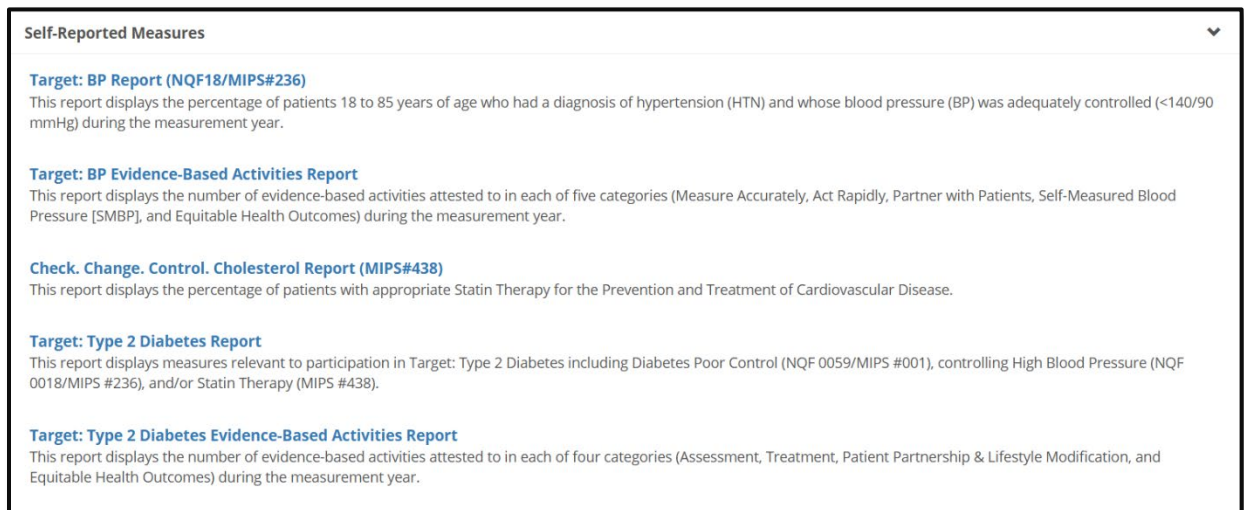 Self-Reported Measures
Target: BP Report (NQF18/MIPS#236)
This report displays the percentage of patients 18 to 85 years of age who had a diagnosis of hypertension (HTN) and whose blood pressure (BP) was adequately controlled (<140/90
mmHg) during the measurement year.
Target: BP Evidence-Based Activities Report
This report displays the number of evidence-based activities attested to in each of five categories (Measure Accurately, Act Rapidly, Partner with Patients, Self-Measured Blood
Pressure [SMBP], and Equitable Health Outcomes) during the measurement year.
Check. Change. Control. Cholesterol Report (MIPS#438)
This report displays the percentage of patients with appropriate Statin Therapy for the Prevention and Treatment of Cardiovascular Disease.
Target: Type 2 Diabetes Report
This report displays measures relevant to participation in Target: Type 2 Diabetes including Diabetes Poor Control (NQF 0059/MIPS #001), controlling High Blood Pressure (NQF
0018/MIPS #236), and/or Statin Therapy (MIPS #438).
Target: Type 2 Diabetes Evidence-Based Activities Report
This report displays the number of evidence-based activities attested to in each of four categories (Assessment, Treatment, Patient Partnership & Lifestyle Modification, and
Equitable Health Outcomes) during the measurement year.